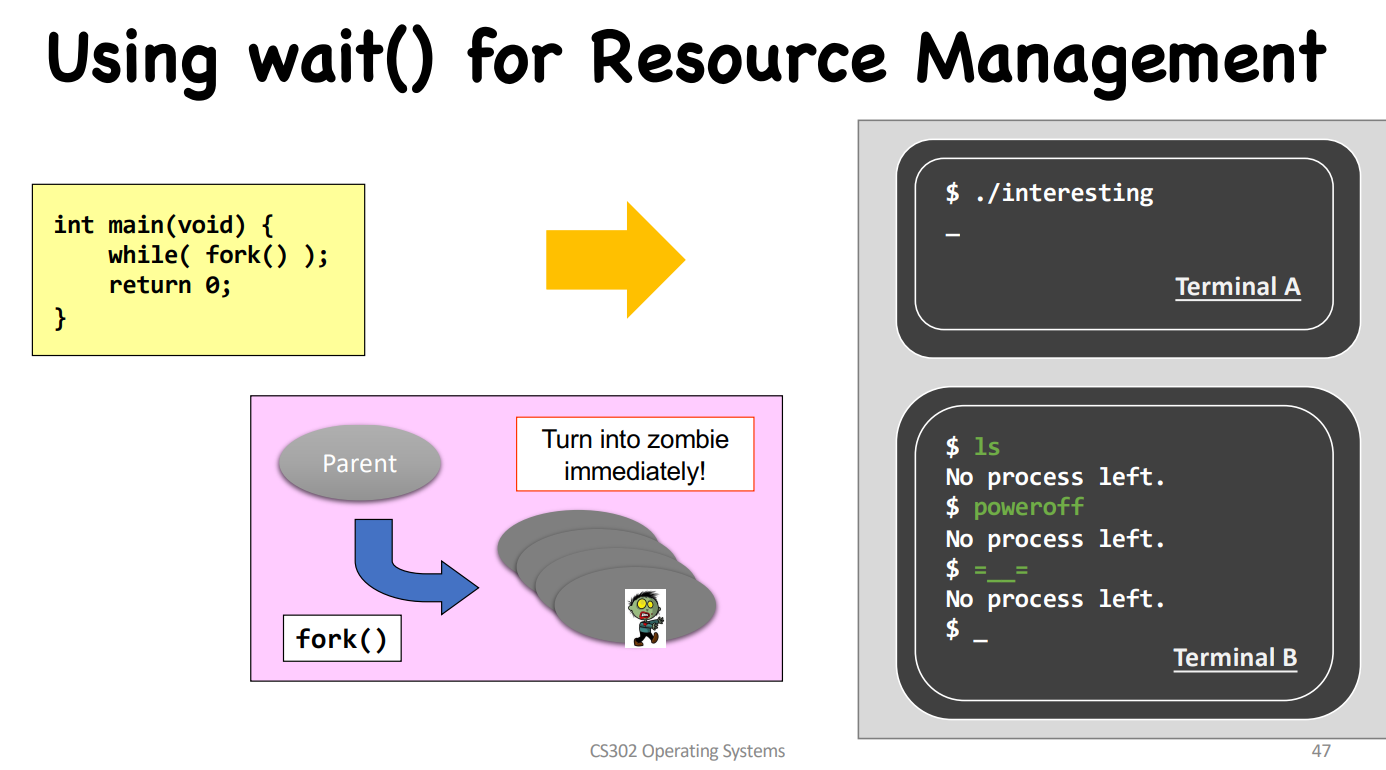 Using wait() for Resource Management
int main(void) {
    while( fork() );
    return 0;
}
$ ./interesting
_
Terminal A
Parent
Turn into zombie
immediately!
fork()
$ ls
No process left.
$ poweroff
No process left.
$ =__=
No process left.
$ _
Terminal B
CS302 Operating Systems
47